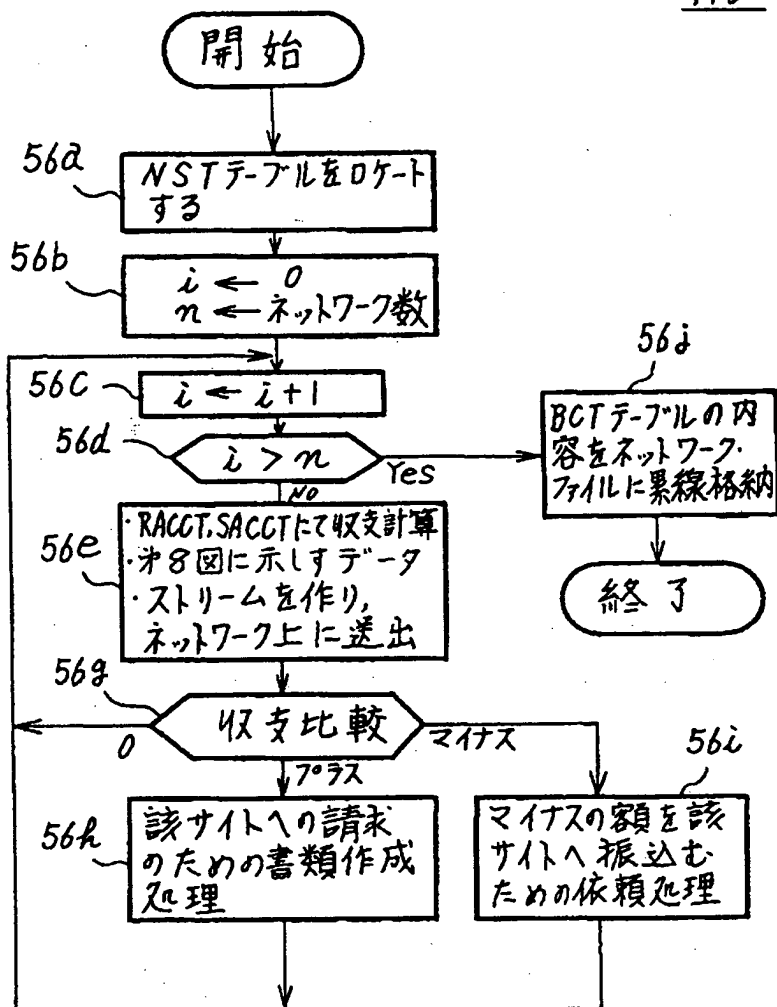 開始
56a
NSTテーブルをロケート
する
56b
i ← 0
n ← ネットワーク数
56c
i ← i+1
56d
i > n
Yes
NO
56j
BCTテーブルの内
容をネットワーク・
ファイルに累線格納
終了
56e
・RACCT,SACCTにて収支計算
・第8図に示しすデータ
・ストリームを作り,
ネットワーク上に送出
56g
収支比較
0
マイナス
プラス
56h
該サイトへの請求
のための書類作成
処理
56i
マイナスの額を該
サイトへ振込む
ための依頼処理